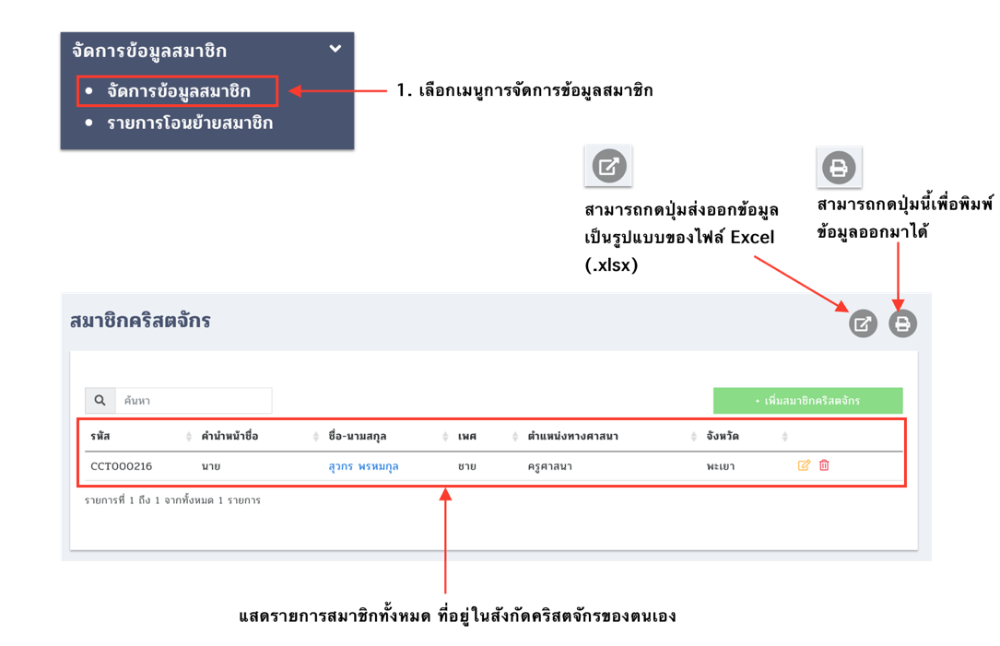 จัดการข้อมูลสมาชิก
จัดการข้อมูลสมาชิก
รายการโอนย้ายสมาชิก
1. เลือกเมนูการจัดการข้อมูลสมาชิก
สามารถกดปุ่มส่งออกข้อมูล
เป็นรูปแบบของไฟล์ Excel
(.xlsx)
สามารถกดปุ่มนี้เพื่อพิมพ์
ข้อมูลออกมาได้
สมาชิกคริสตจักร
ค้นหา
+ เพิ่มสมาชิกคริสตจักร
รหัส คำนำหน้าชื่อ ชื่อ-นามสกุล เพศ ตำแหน่งทางศาสนา จังหวัด
CCT000216 นาย สุวกร พรหมกุล ชาย ครูศาสนา พะเยา
รายการที่ 1 ถึง 1 จากทั้งหมด 1 รายการ
แสดรายการสมาชิกทั้งหมด ที่อยู่ในสังกัดคริสตจักรของตนเอง